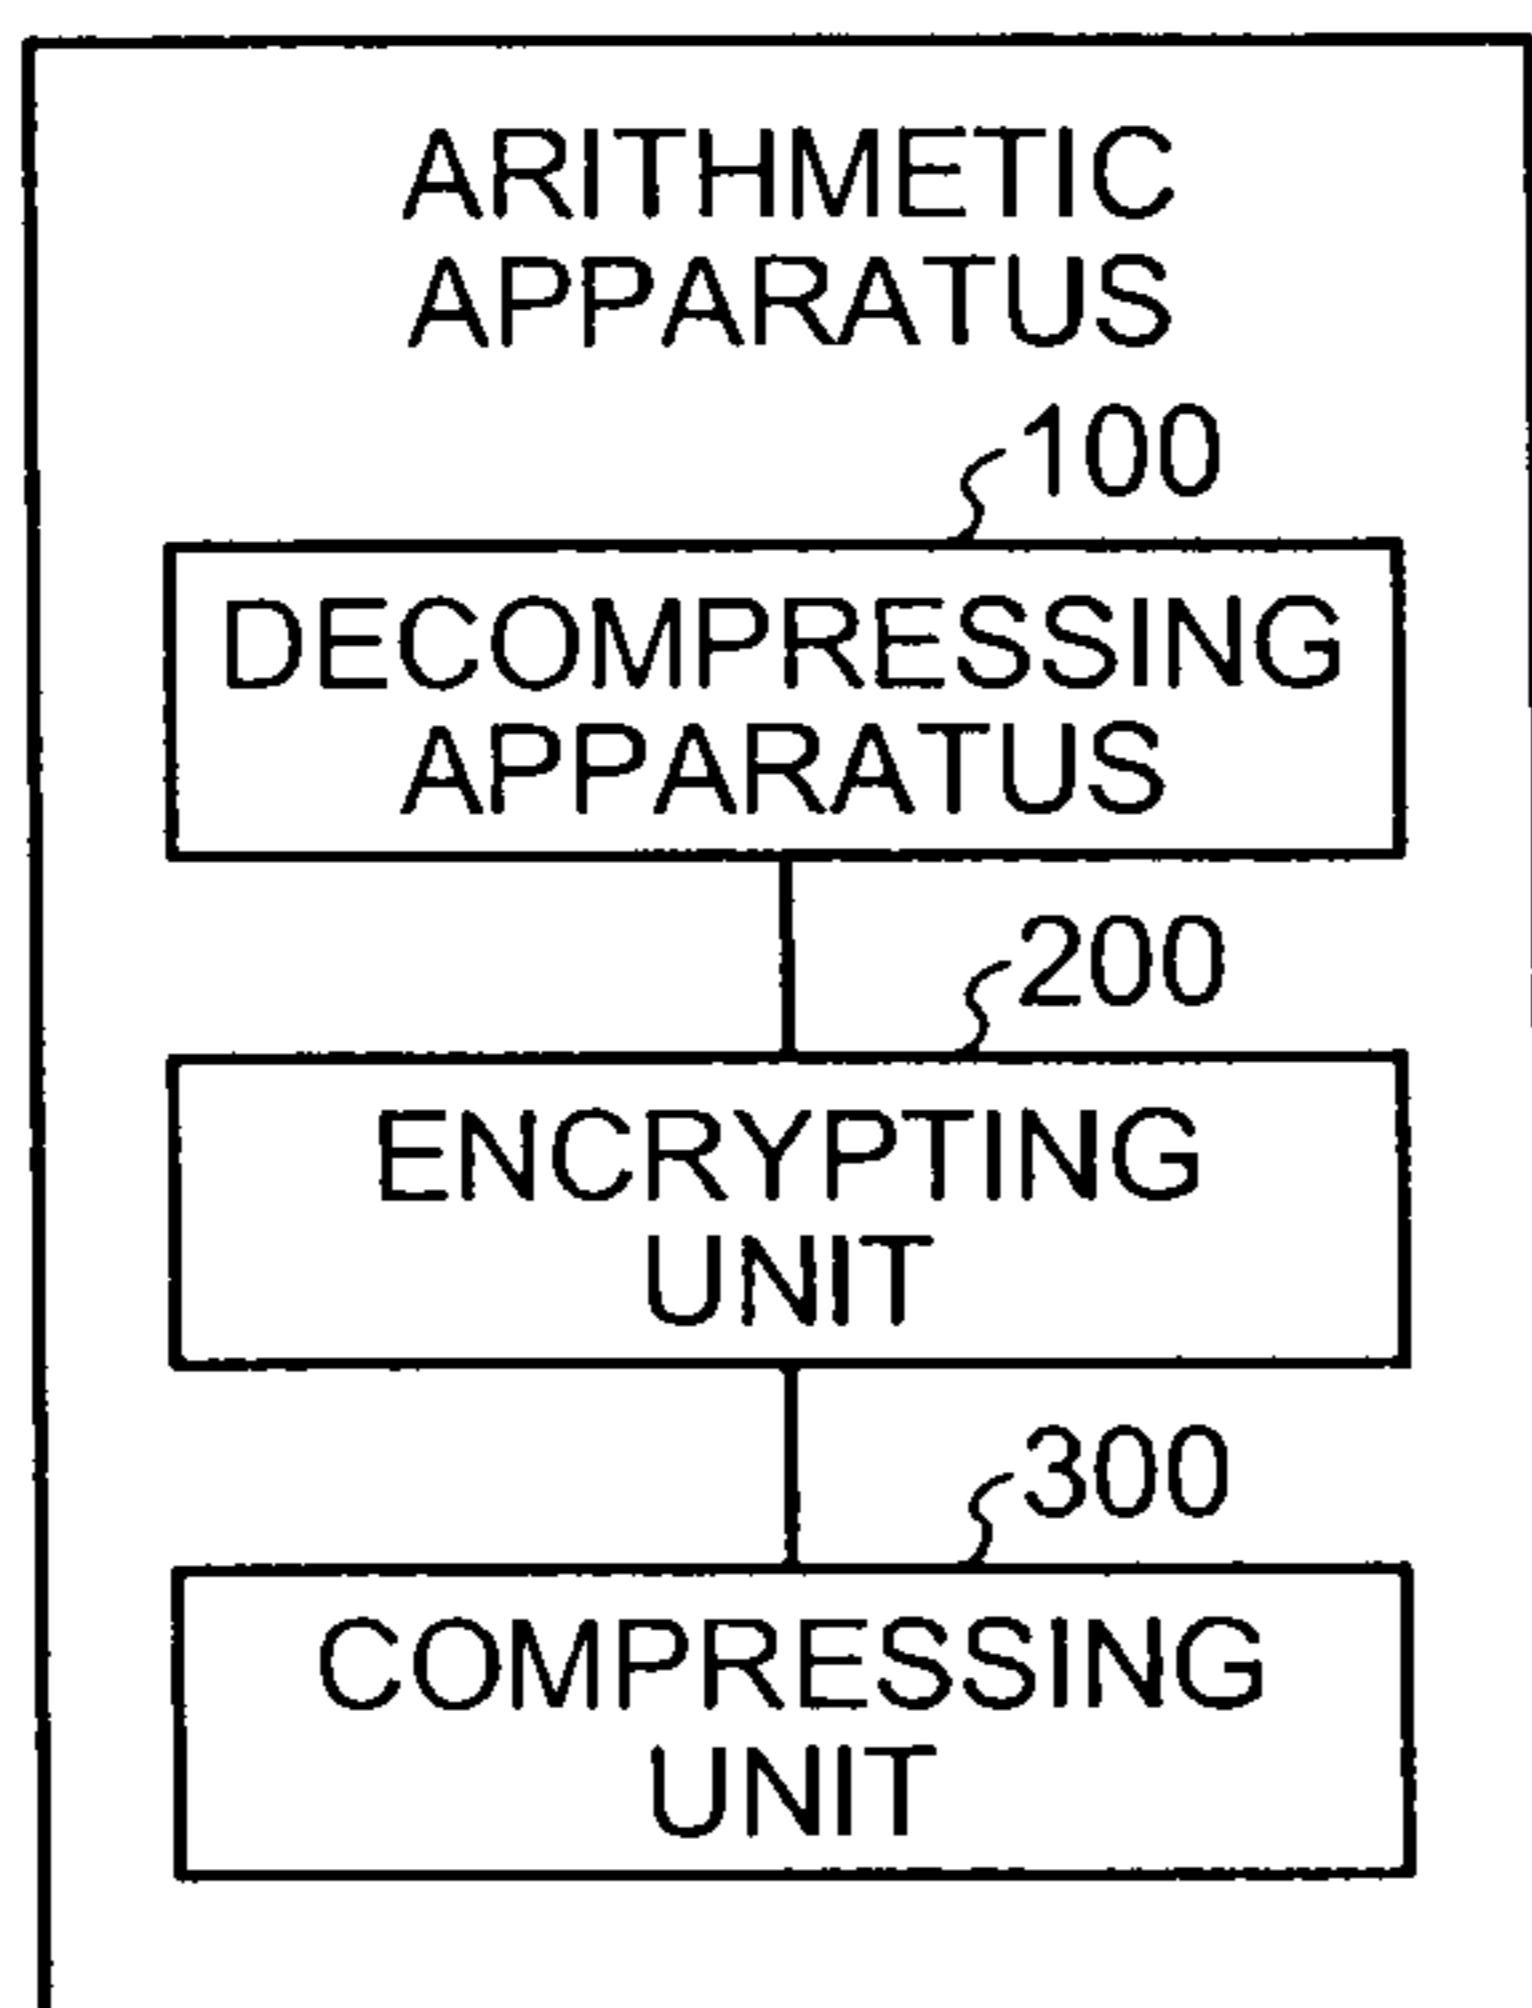 ARITHMETIC
APPARATUS
100
DECOMPRESSING
APPARATUS
200
ENCRYPTING
UNIT
300
COMPRESSING
UNIT